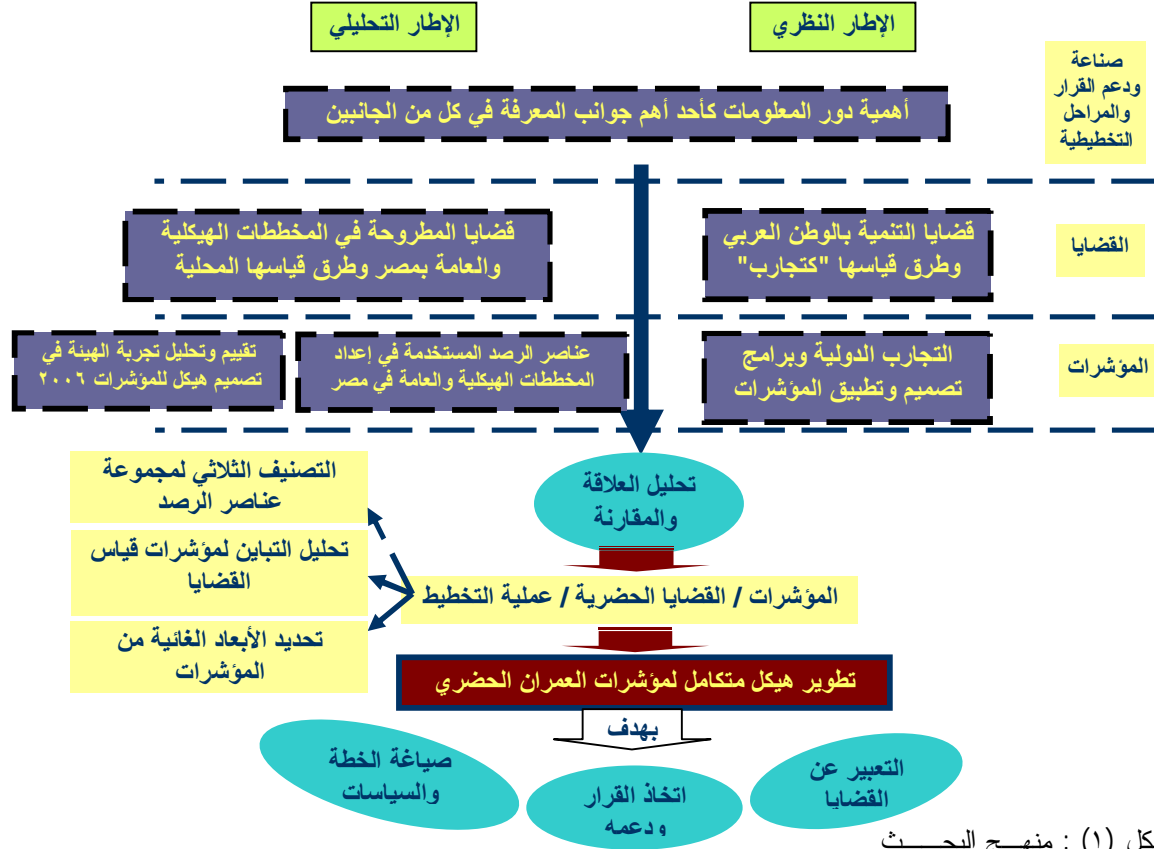 الإطار النظري
الإطار التحليلي
صناعة
ودعم القرار
والمراحل
التخطيطية
أهمية دور المعلومات كأحد أهم جوانب المعرفة في كل من الجانبين
القضايا
قضايا التنمية بالوطن العربي
وطرق قياسها "كتجارب"
قضايا المطروحة في المخططات الهيكلية
والعامة بمصر وطرق قياسها المحلية
المؤشرات
التجارب الدولية وبرامج
تصميم وتطبيق المؤشرات
عناصر الرصد المستخدمة في إعداد
المخططات الهيكلية والعامة في مصر
تقييم وتحليل تجربة الهيئة في
تصميم هيكل للمؤشرات ٢٠٠٦
تحليل العلاقة
والمقارنة
المؤشرات / القضايا الحضرية / عملية التخطيط
التصنيف الثلاثي لمجموعة
عناصر الرصد
تحليل التباين لمؤشرات قياس
القضايا
تحديد الأبعاد الغائية من
المؤشرات
تطوير هيكل متكامل لمؤشرات العمران الحضري
بهدف
التعبير عن
القضايا
اتخاذ القرار
ودعمه
صياغة الخطة
والسياسات
كل (١) : منهــج البحــــــث